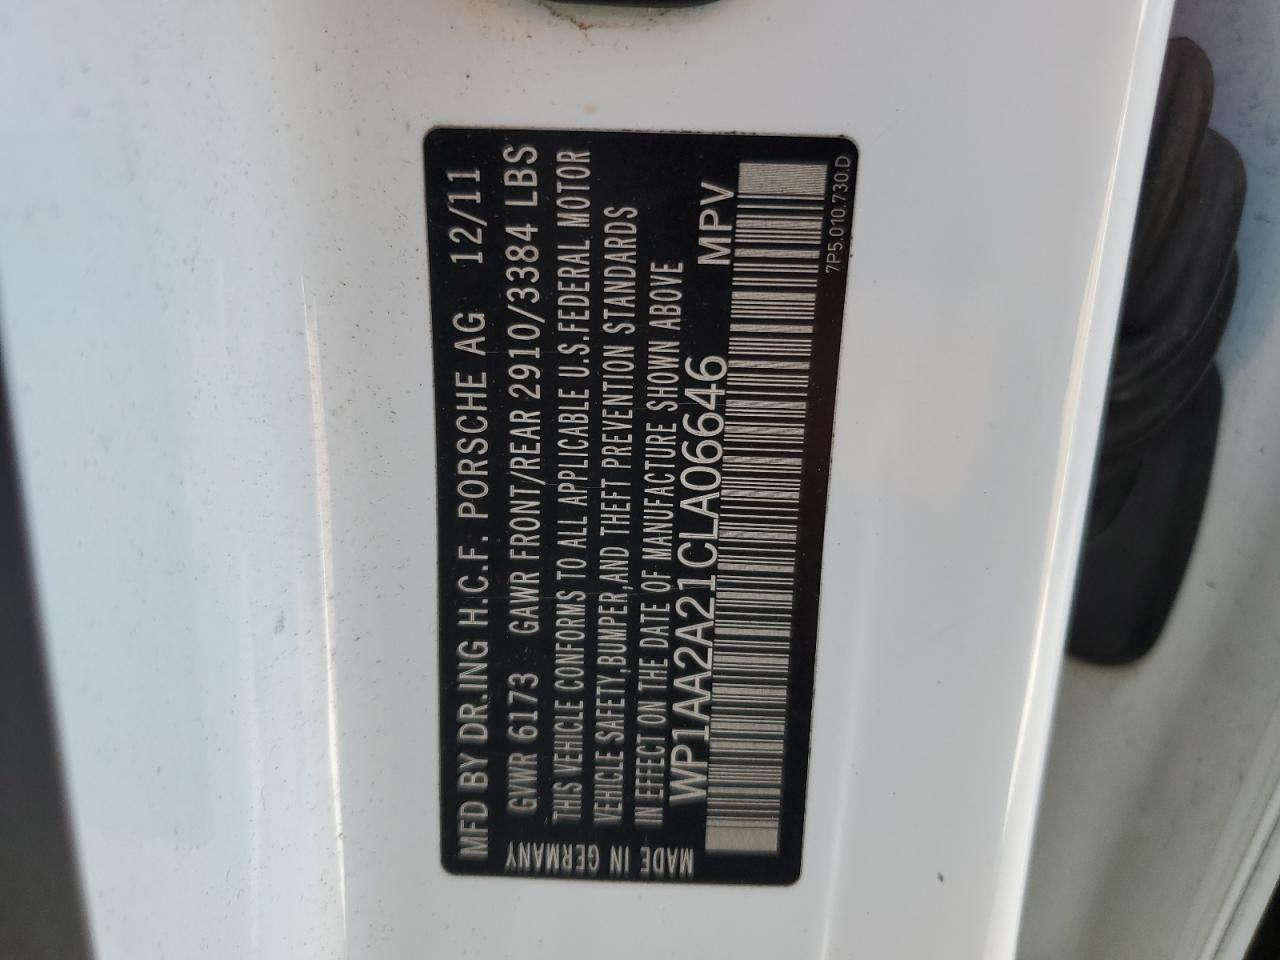 MFD BY DR.ING H.C.F. PORSCHE AG 12/11
GVWR 6173 GAWR FRONT/REAR 2910/3384 LBS
THIS VEHICLE CONFORMS TO ALL APPLICABLE U.S.FEDERAL MOTOR
VEHICLE SAFETY,BUMPER,AND THEFT PREVENTION STANDARDS
IN EFFECT ON THE DATE OF MANUFACTURE SHOWN ABOVE
WP1AA2A21CLA06646 MPV
MADE IN GERMANY
7P5.010.730.D